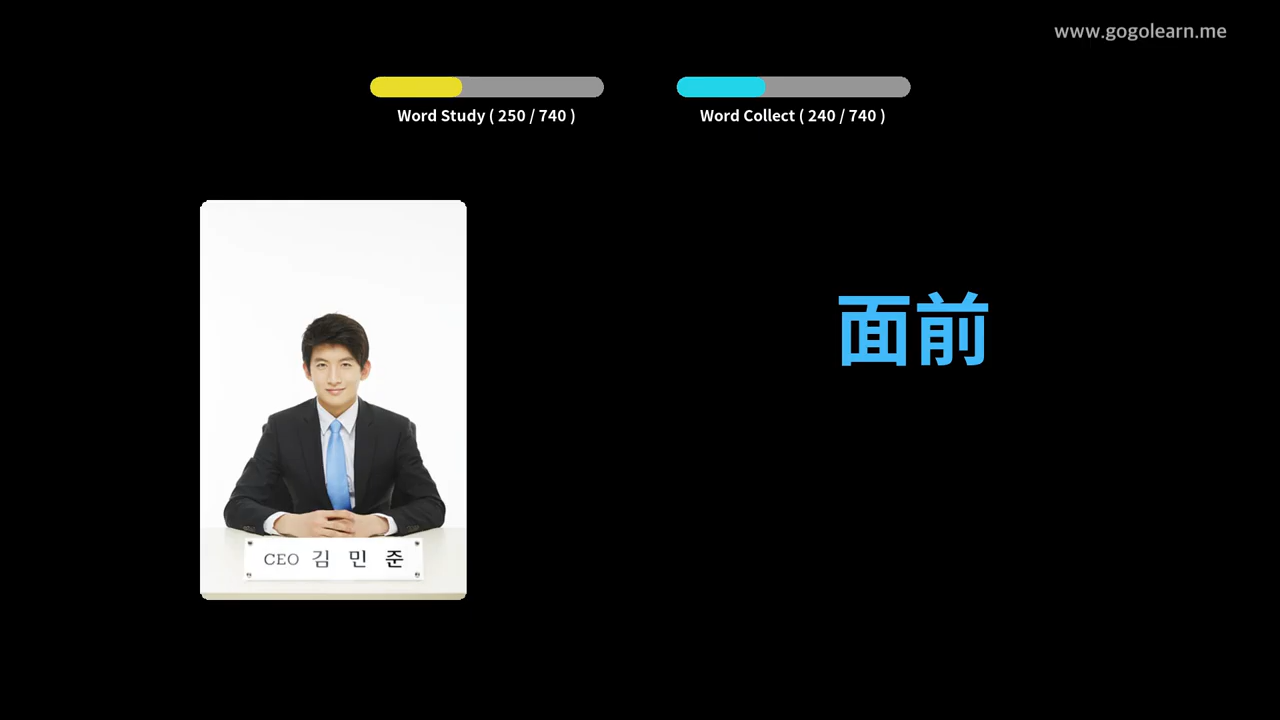 www.gogolearn.me
Word Study ( 250 / 740 )
Word Collect ( 240 / 740 )
面前
CEO 김 민 준